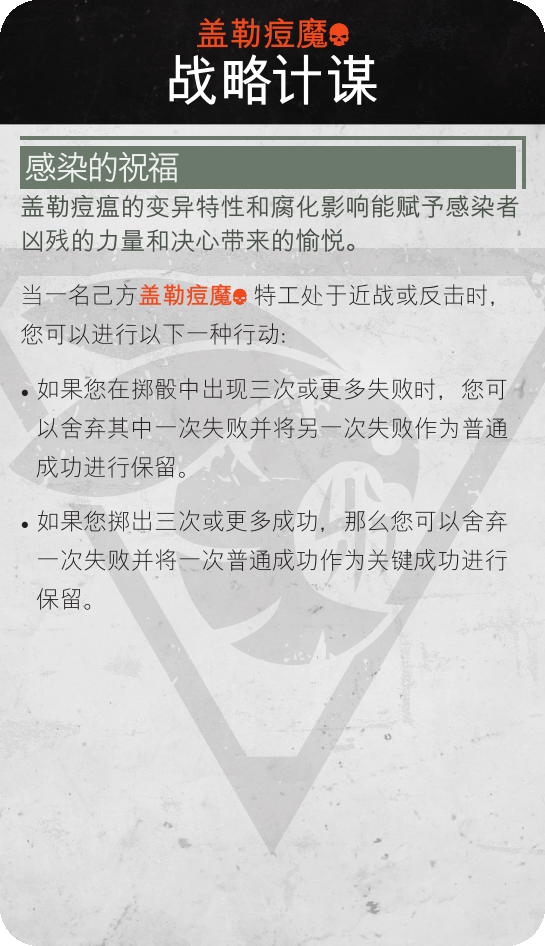 盖勒痘魔
战略计谋
感染的祝福
盖勒痘瘟的变异特性和腐化影响能赋予感染者
凶残的力量和决心带来的愉悦。
当一名己方盖勒痘魔 特工处于近战或反击时，
您可以进行以下一种行动:
• 如果您在掷骰中出现三次或更多失败时，您可
以舍弃其中一次失败并将另一次失败作为普通
成功进行保留。
• 如果您掷出三次或更多成功，那么您可以舍弃
一次失败并将一次普通成功作为关键成功进行
保留。